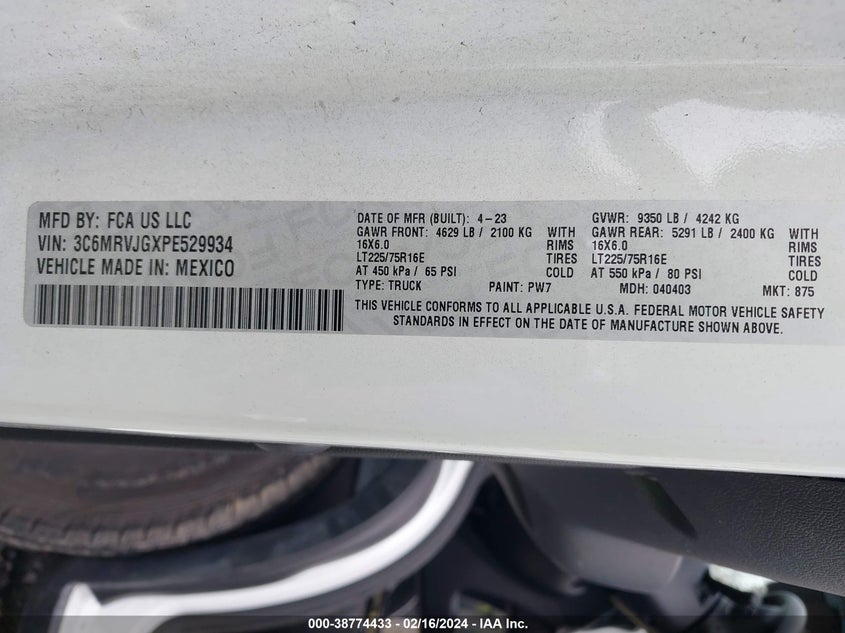 MFD BY: FCA US LLC
VIN: 3C6MRVJGXPE529934
VEHICLE MADE IN: MEXICO
DATE OF MFR (BUILT): 4-23
GAWR FRONT: 4629 LB / 2100 KG WITH
16X6.0 RIMS
LT225/75R16E TIRES
AT 450 kPa / 65 PSI COLD
TYPE: TRUCK PAINT: PW7
GVWR: 9350 LB / 4242 KG
GAWR REAR: 5291 LB / 2400 KG WITH
16X6.0 RIMS
LT225/75R16E TIRES
AT 550 kPa / 80 PSI COLD
MDH: 040403 MKT: 875
THIS VEHICLE CONFORMS TO ALL APPLICABLE U.S.A. FEDERAL MOTOR VEHICLE SAFETY
STANDARDS IN EFFECT ON THE DATE OF MANUFACTURE SHOWN ABOVE.
000-38774433 - 02/16/2024 - IAA Inc.